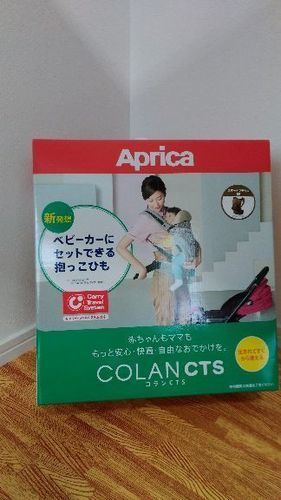 Aprica
新発想
ベビーカーに
セットできる
抱っこひも
Carry
Travel
System
赤ちゃんもママも
もっと安心・快適・自由なおでかけを。
COLAN CTS
コランCTS